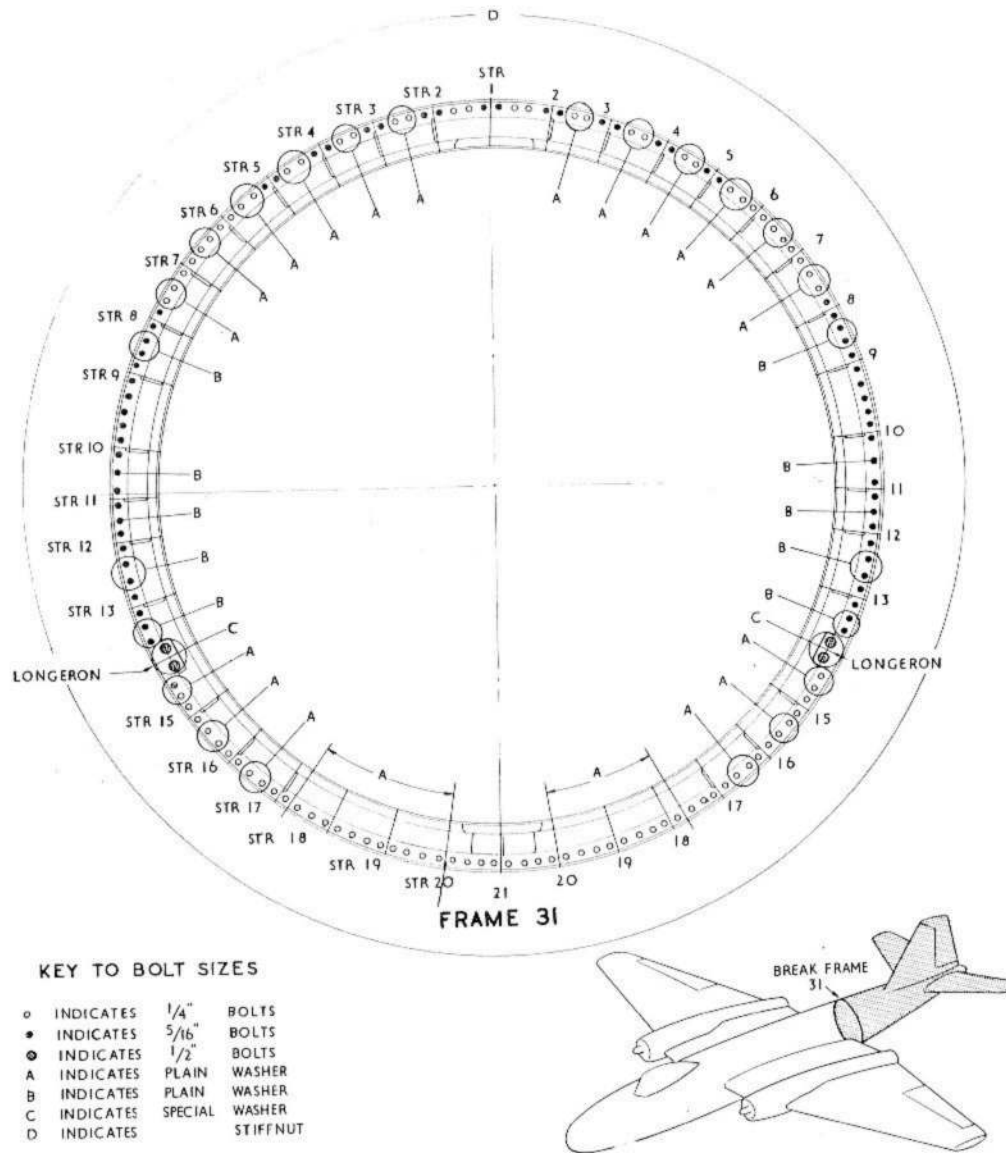 D
STR
1
STR 2
2
STR 3
3
STR 4
4
STR 5
5
STR 6
6
STR 7
7
STR 8
8
STR 9
9
STR 10
10
STR 11
11
STR 12
12
STR 13
13
LONGERON
LONGERON
STR 15
15
STR 16
16
STR 17
17
STR 18
18
STR 19
19
STR 20
20
21
A A A A
A A A A
A A
A A
B B
B B
B B
B B
B B
C C
A A
A A
A A
A A
FRAME 31
KEY TO BOLT SIZES
INDICATES 1/4" BOLTS
INDICATES 5/16" BOLTS
INDICATES 1/2" BOLTS
A INDICATES PLAIN WASHER
B INDICATES PLAIN WASHER
C INDICATES SPECIAL WASHER
D INDICATES STIFFNUT
BREAK FRAME
31